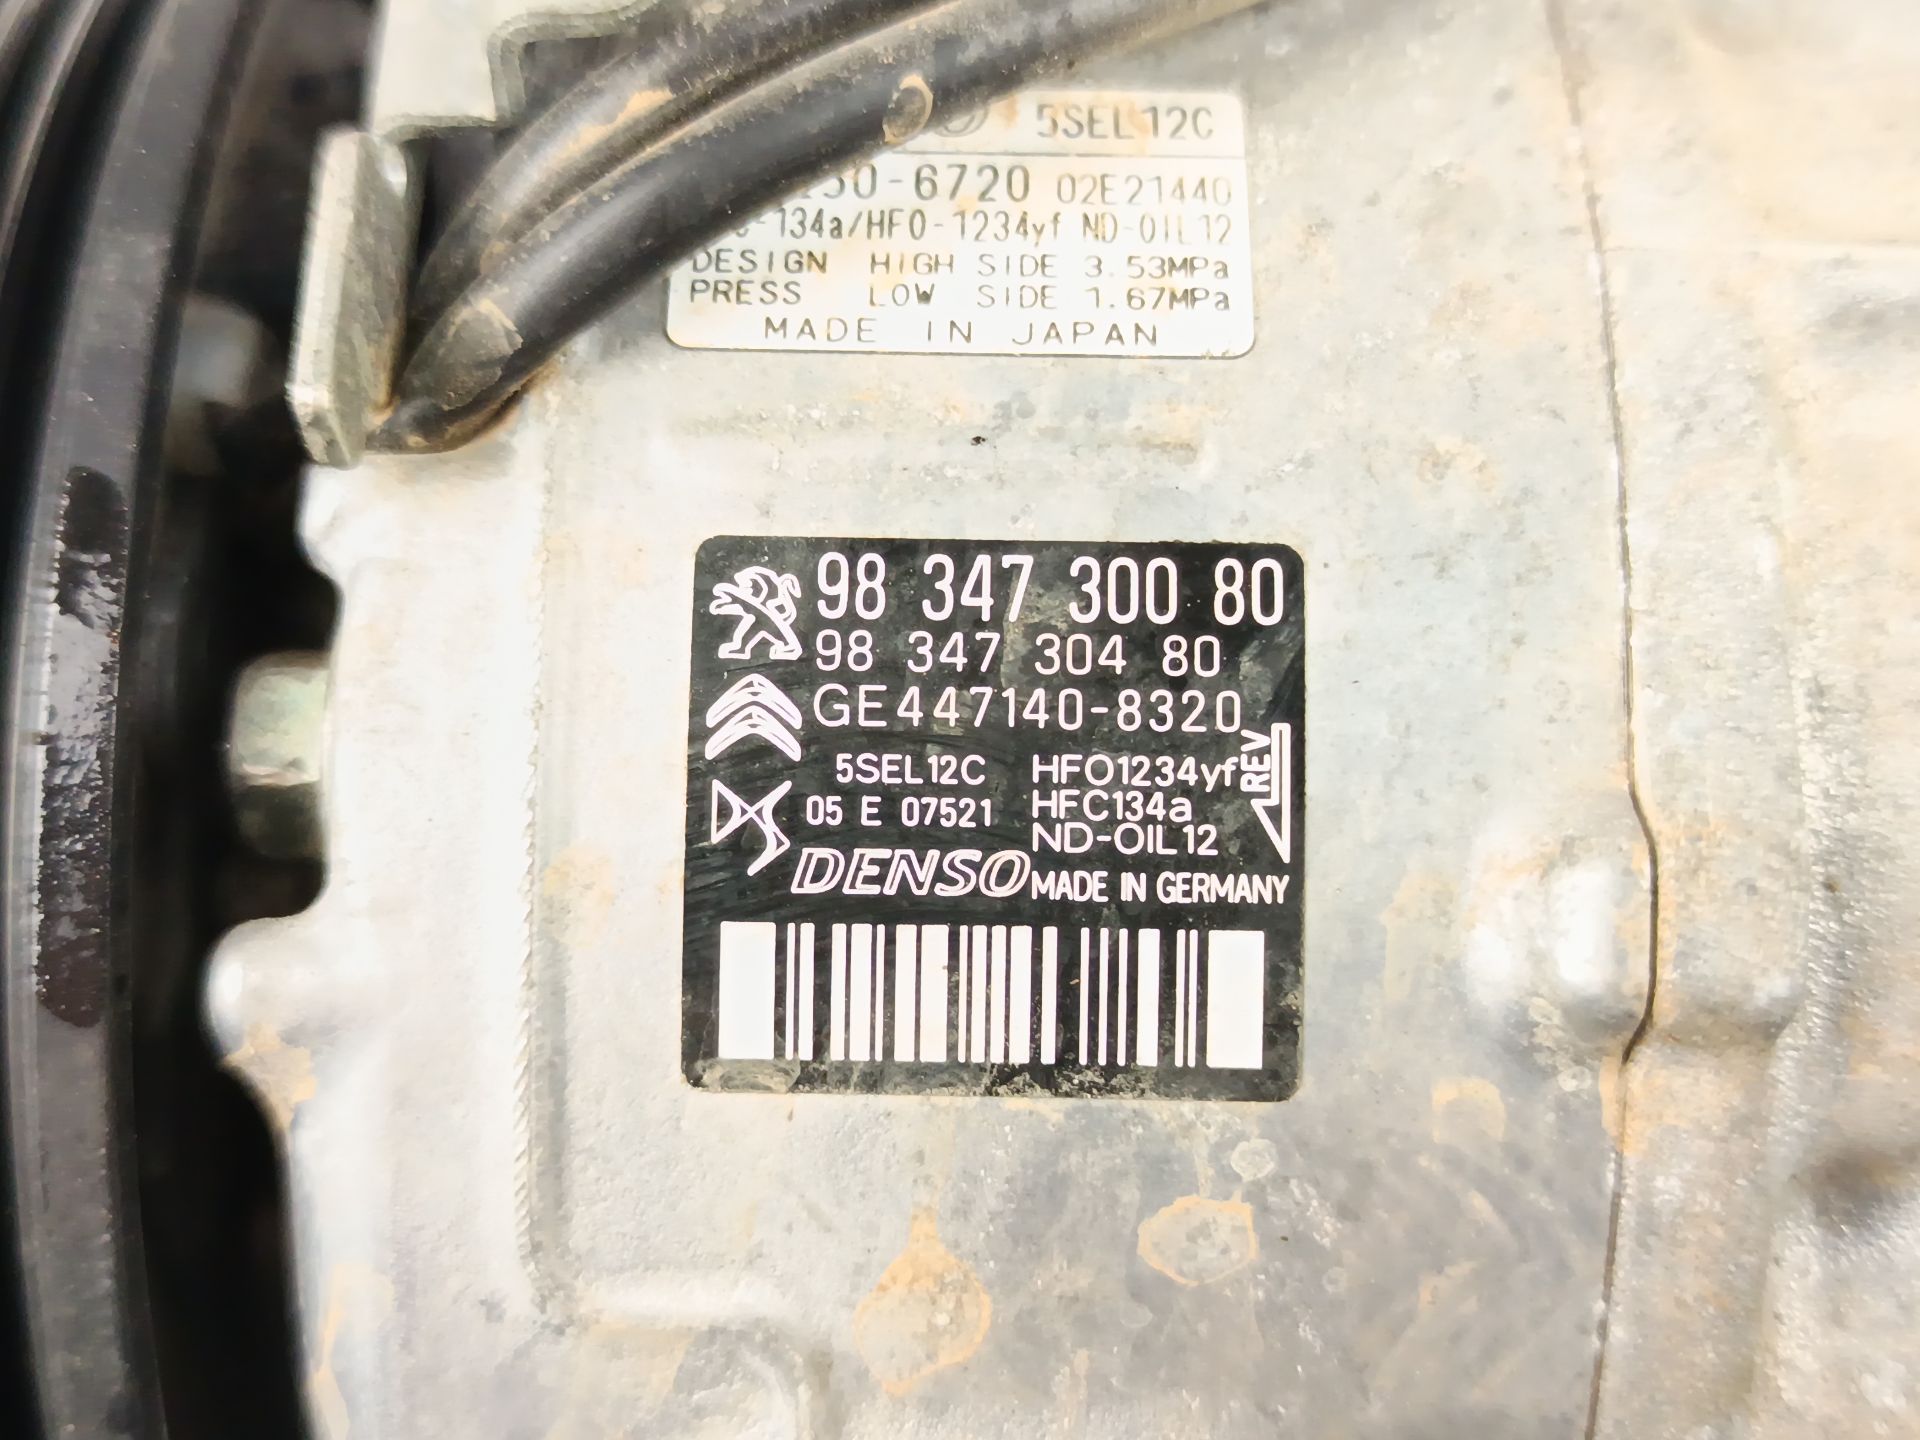 5SEL12C
50-6720 02E21440
-134a/HFO-1234yf ND-OIL12
DESIGN HIGH SIDE 3.53MPa
PRESS LOW SIDE 1.67MPa
MADE IN JAPAN
98 347 300 80
98 347 304 80
GE447140-8320
5SEL12C HFO1234yf
REV
05 E 07521 HFC134a
ND-OIL12
DENSO MADE IN GERMANY